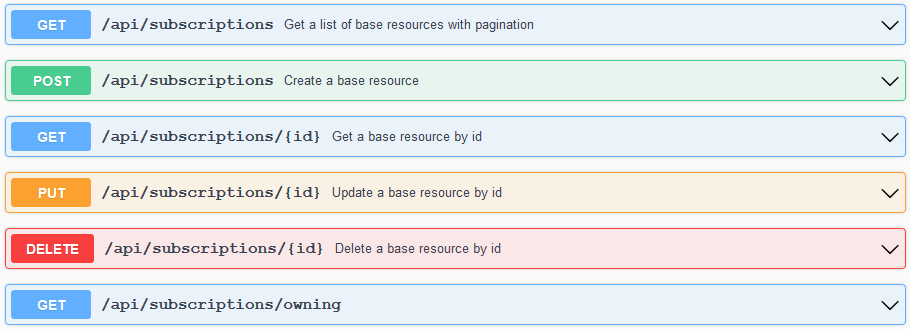 GET /api/subscriptions Get a list of base resources with pagination
POST /api/subscriptions Create a base resource
GET /api/subscriptions/{id} Get a base resource by id
PUT /api/subscriptions/{id} Update a base resource by id
DELETE /api/subscriptions/{id} Delete a base resource by id
GET /api/subscriptions/owning